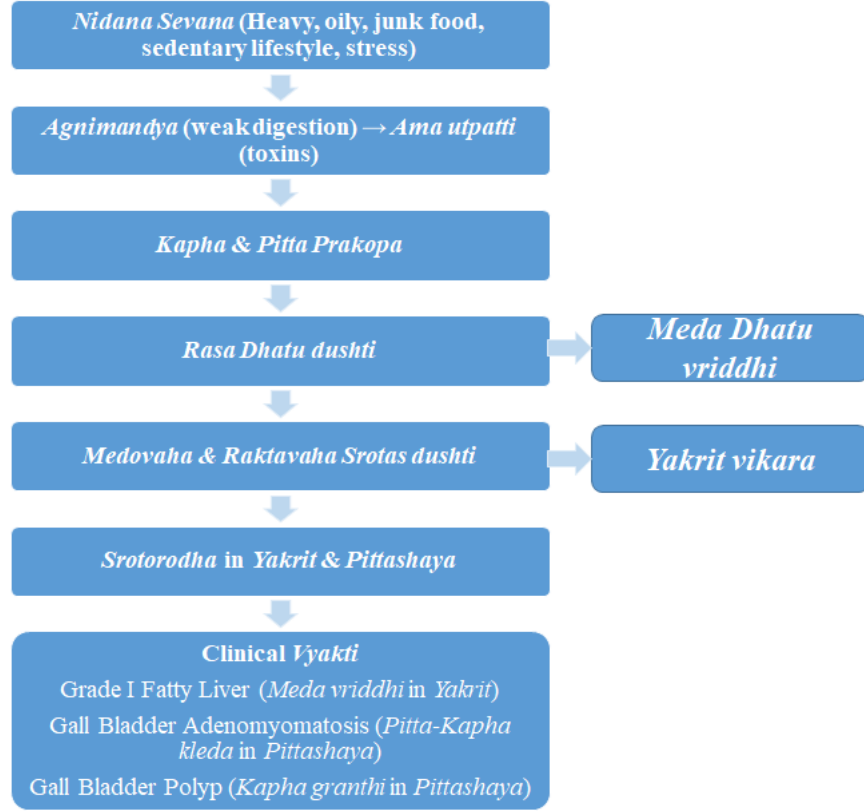 Nidana Sevana (Heavy, oily, junk food,
sedentary lifestyle, stress)
Agnimandya (weak digestion) → Ama utpatti
(toxins)
Kapha & Pitta Prakopa
Rasa Dhatu dushti
Meda Dhatu
vriddhi
Medovaha & Raktavaha Srotas dushti
Yakrit vikara
Srotorodha in Yakrit & Pittashaya
Clinical Vyakti
Grade I Fatty Liver (Meda vriddhi in Yakrit)
Gall Bladder Adenomyomatosis (Pitta-Kapha
kleda in Pittashaya)
Gall Bladder Polyp (Kapha granthi in Pittashaya)